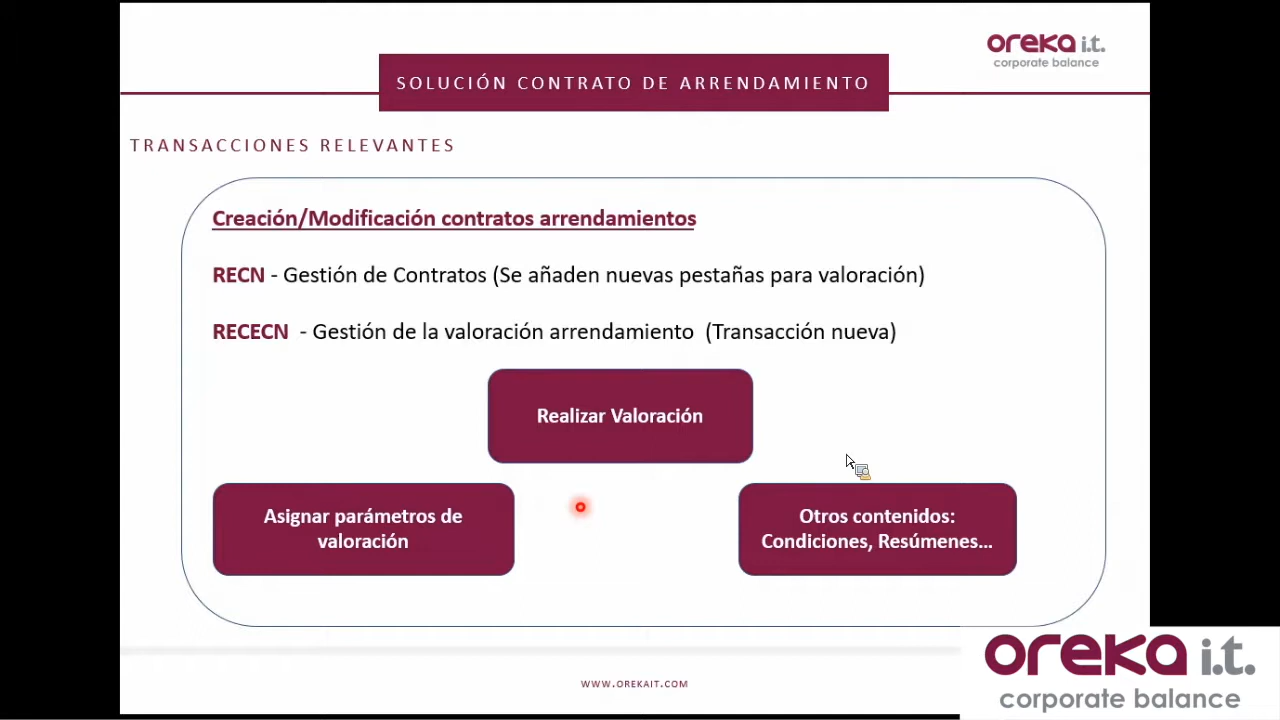 oreka i.t.
corporate balance
SOLUCIÓN CONTRATO DE ARRENDAMIENTO
TRANSACCIONES RELEVANTES
Creación/Modificación contratos arrendamientos
RECN - Gestión de Contratos (Se añaden nuevas pestañas para valoración)
RECECN - Gestión de la valoración arrendamiento (Transacción nueva)
Realizar Valoración
Asignar parámetros de
valoración
Otros contenidos:
Condiciones, Resúmenes...
WWW.OREKAIT.COM
oreka i.t.
corporate balance